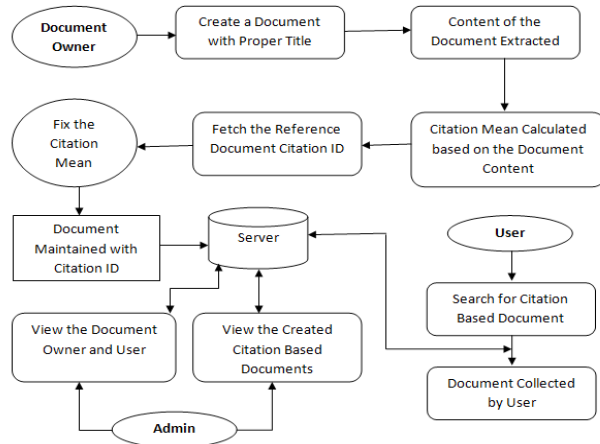 Document
Owner
Create a Document
with Proper Title
Content of the
Document Extracted
Fix the
Citation
Mean
Fetch the Reference
Document Citation ID
Citation Mean Calculated
based on the Document
Content
Document
Maintained with
Citation ID
Server
User
Search for Citation
Based Document
View the Document
Owner and User
View the Created
Citation Based
Documents
Document Collected
by User
Admin